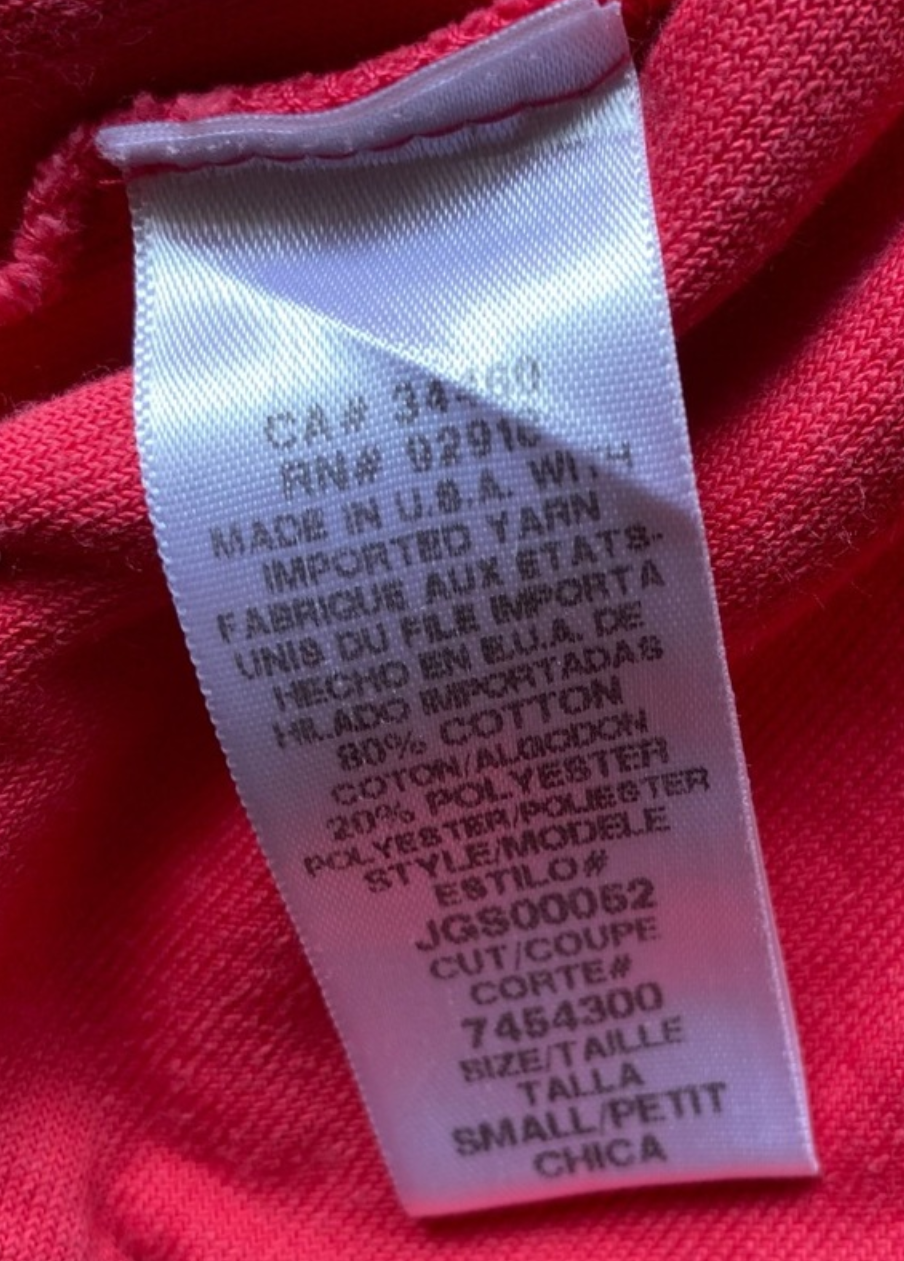 CA#
RN#
MADE IN U.S.A. WITH
IMPORTED YARN
FABRIQUE AUX ETATS-
UNIS DU FILE IMPORTA
HECHO EN E.U.A. DE
HILADO IMPORTADAS
80% COTTON
COTON/ALGODON
20% POLYESTER
POLYESTER/POLIESTER
STYLE/MODELE
ESTILO#
JGS00052
CUT/COUPE
CORTE#
7454300
SIZE/TAILLE
TALLA
SMALL/PETIT
CHICA